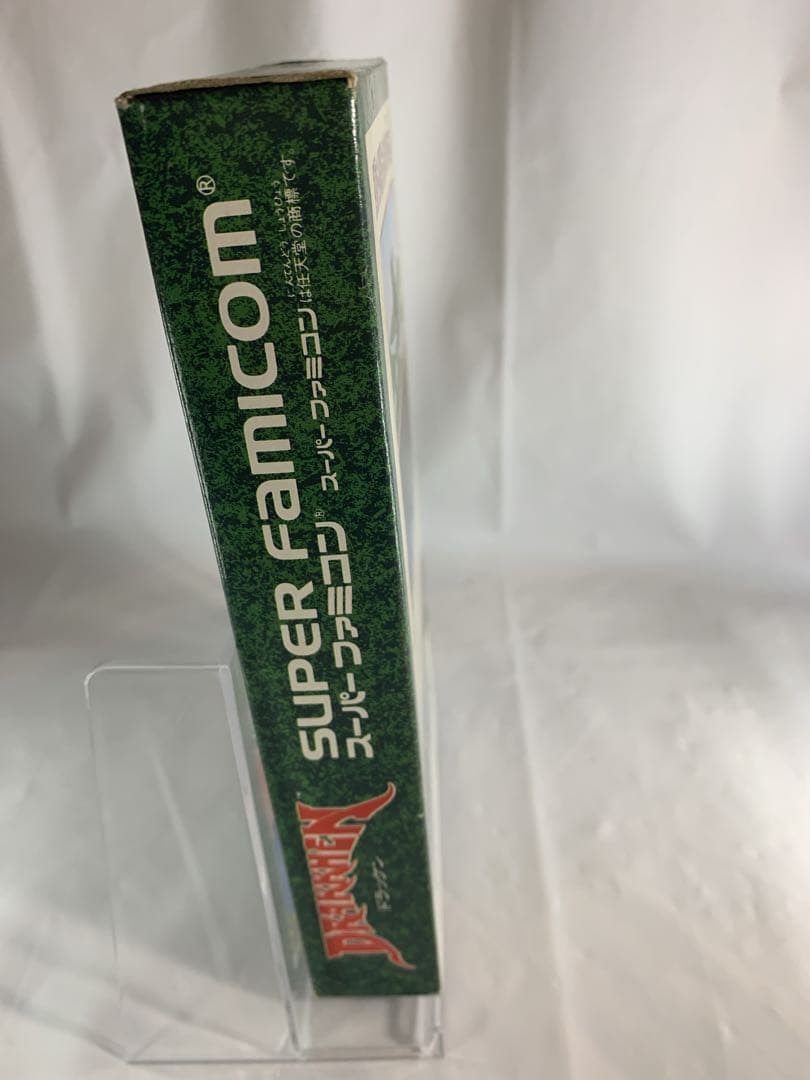 DRAKKHEN™
ドラッケン
SUPER Famicom®
スーパーファミコン® スーパーファミコンは任天堂の商標です。
にんてんどう しょうひょう